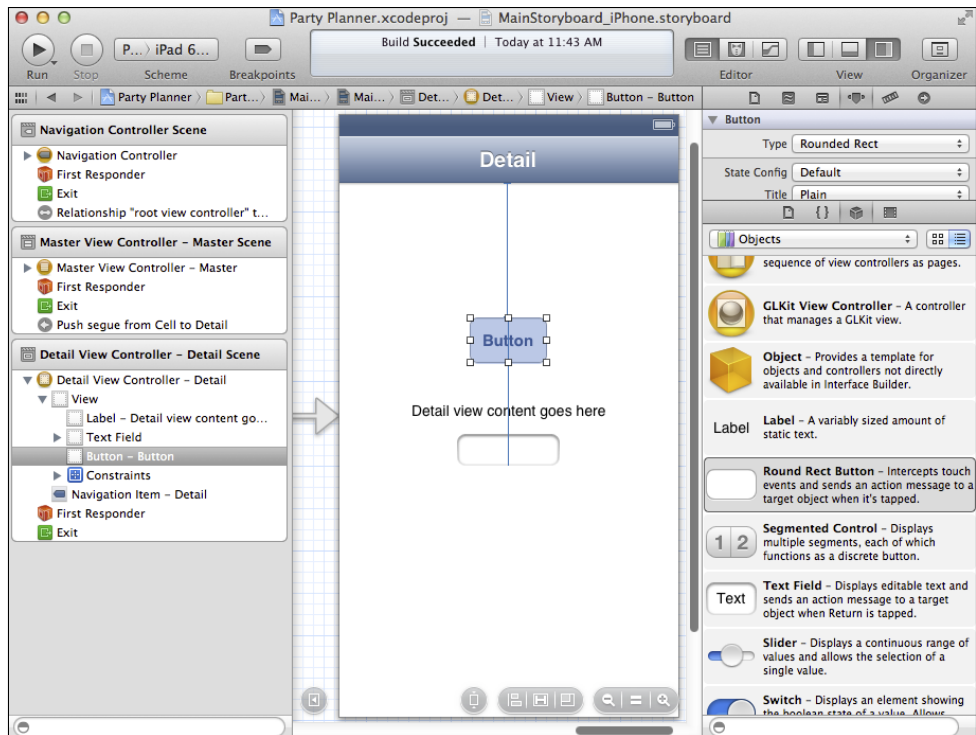 Party Planner.xcodeproj — MainStoryboard_iPhone.storyboard
Run
Stop
P...〉iPad 6...
Scheme
Breakpoints
Build Succeeded | Today at 11:43 AM
Editor
View
Organizer
Party Planner〉Part...〉Mai...〉Mai...〉Det...〉Det...〉View〉Button – Button
Navigation Controller Scene
Navigation Controller
First Responder
Exit
Relationship "root view controller" t...
Master View Controller – Master Scene
Master View Controller – Master
First Responder
Exit
Push segue from Cell to Detail
Detail View Controller – Detail Scene
Detail View Controller – Detail
View
Label – Detail view content go...
Text Field
Button – Button
Constraints
Navigation Item – Detail
First Responder
Exit
Detail
Button
Detail view content goes here
Button
Type Rounded Rect
State Config Default
Title Plain
{}
Objects
sequence of view controllers as pages.
GLKit View Controller – A controller
that manages a GLKit view.
Object – Provides a template for
objects and controllers not directly
available in Interface Builder.
Label
Label – A variably sized amount of
static text.
Round Rect Button – Intercepts touch
events and sends an action message to a
target object when it's tapped.
1 2
Segmented Control – Displays
multiple segments, each of which
functions as a discrete button.
Text
Text Field – Displays editable text and
sends an action message to a target
object when Return is tapped.
Slider – Displays a continuous range of
values and allows the selection of a
single value.
Switch – Displays an element showing
the boolean state of a value. Allows